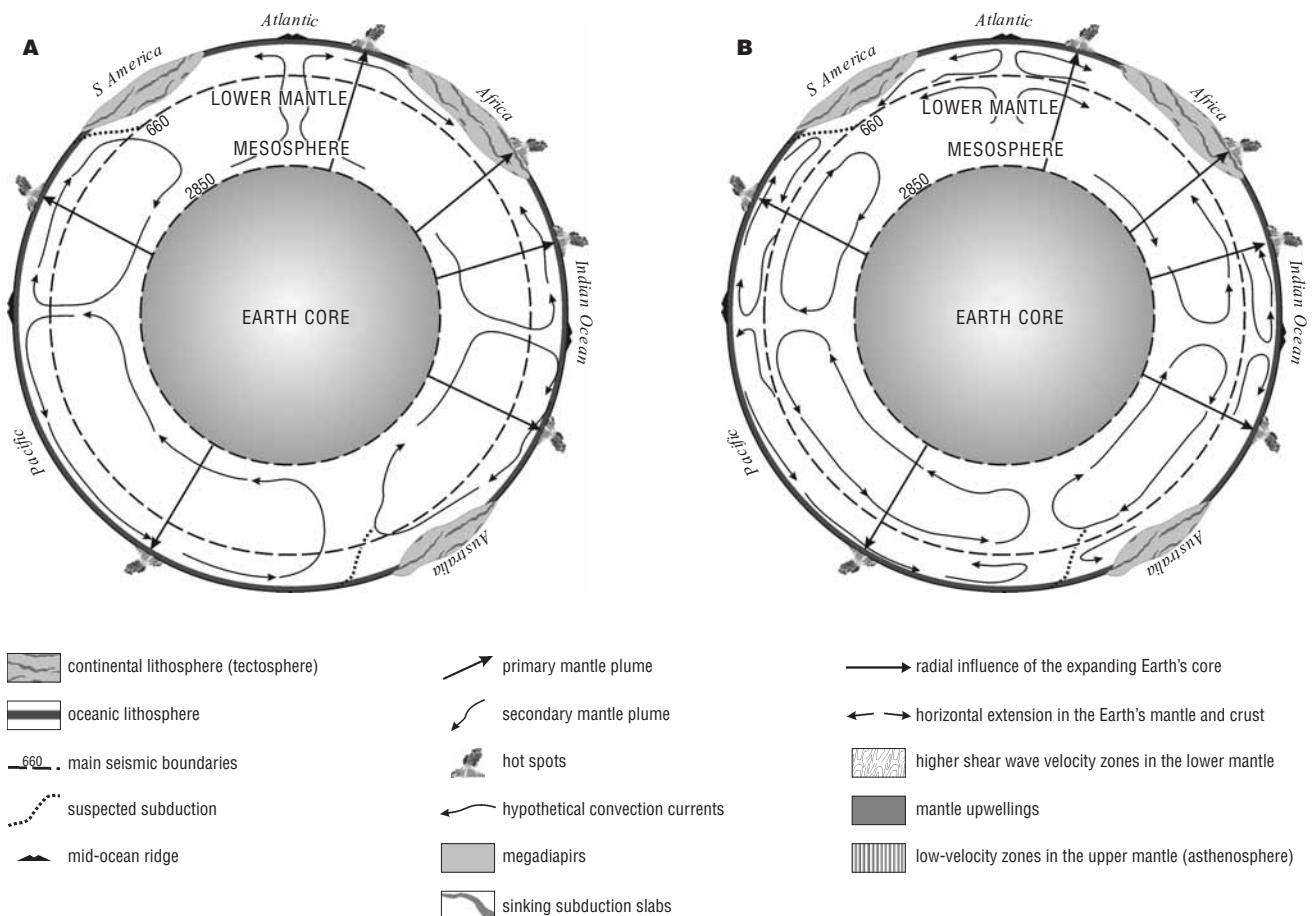 A
Atlantic
S America
Africa
660
LOWER MANTLE
MESOSPHERE
2850
EARTH CORE
Indian Ocean
Pacific
Australia
B
Atlantic
S America
Africa
660
LOWER MANTLE
MESOSPHERE
2850
EARTH CORE
Indian Ocean
Pacific
Australia
continental lithosphere (tectosphere)
oceanic lithosphere
660 main seismic boundaries
suspected subduction
mid-ocean ridge
primary mantle plume
secondary mantle plume
hot spots
hypothetical convection currents
megadiapirs
sinking subduction slabs
radial influence of the expanding Earth's core
horizontal extension in the Earth's mantle and crust
higher shear wave velocity zones in the lower mantle
mantle upwellings
low-velocity zones in the upper mantle (asthenosphere)